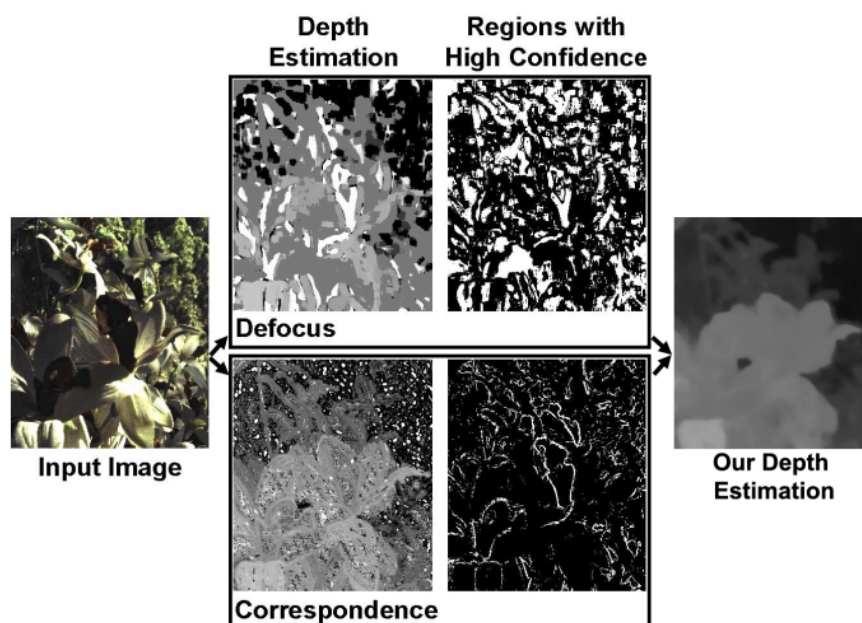 Depth
Estimation
Regions with
High Confidence
Defocus
Input Image
Correspondence
Our Depth
Estimation